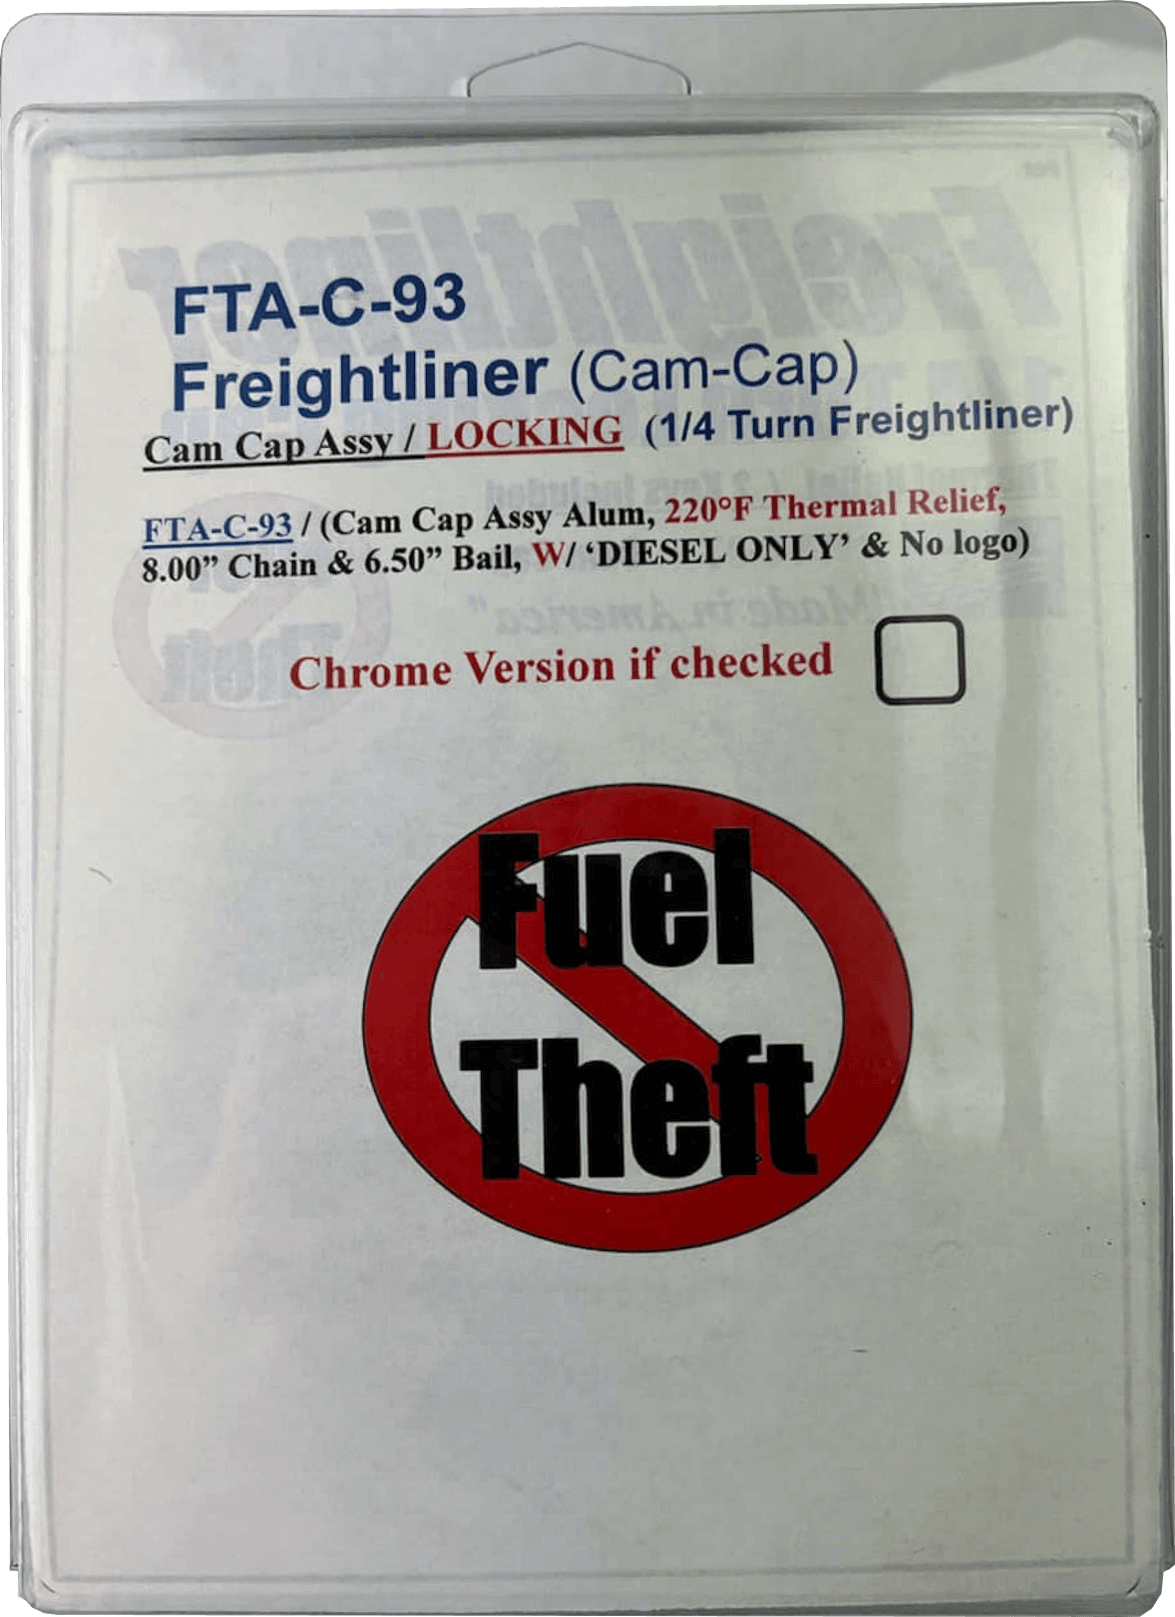 FTA-C-93
Freightliner (Cam-Cap)
Cam Cap Assy / LOCKING (1/4 Turn Freightliner)
FTA-C-93 / (Cam Cap Assy Alum, 220°F Thermal Relief,
8.00” Chain & 6.50” Bail, W/ ‘DIESEL ONLY’ & No logo)
Chrome Version if checked
Fuel
Theft